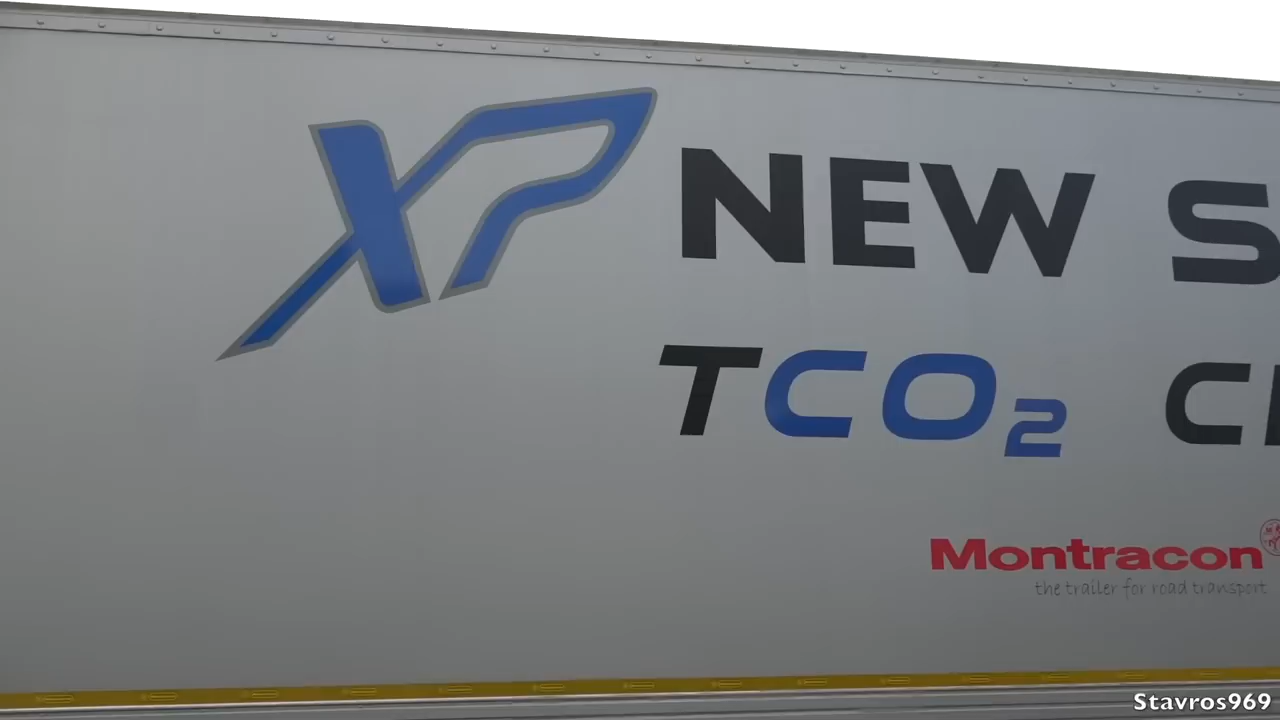 XP NEW S
TCO2 C
Montracon
the trailer for road transport
Stavros969